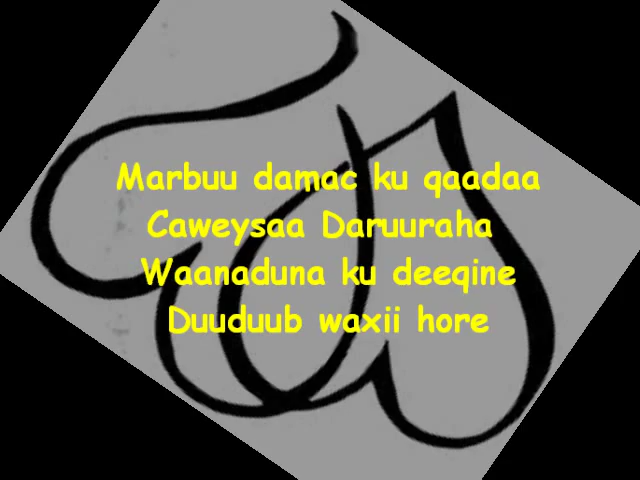 Marbuu damac ku qaadaa
Caweysaa Daruuraha
Waanaduna ku deeqine
Duuduub waxii hore